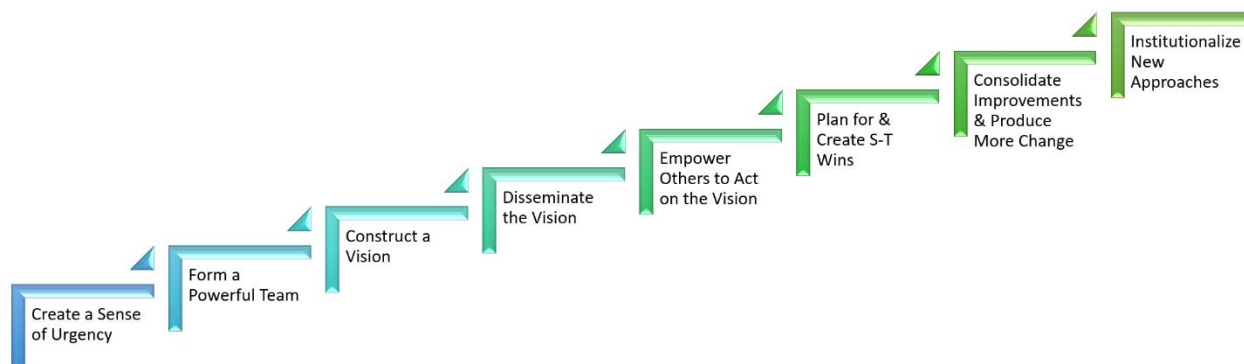 Create a Sense
of Urgency
Form a
Powerful Team
Construct a
Vision
Disseminate
the Vision
Empower
Others to Act
on the Vision
Plan for &
Create S-T
Wins
Consolidate
Improvements
& Produce
More Change
Institutionalize
New
Approaches